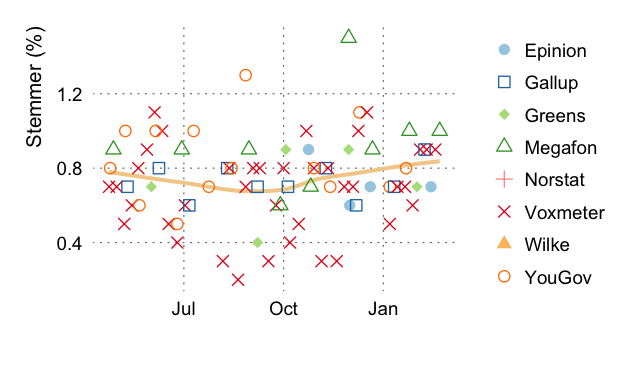 Stemmer (%)
1.2
0.8
0.4
Jul
Oct
Jan
Epinion
Gallup
Greens
Megafon
Norstat
Voxmeter
Wilke
YouGov